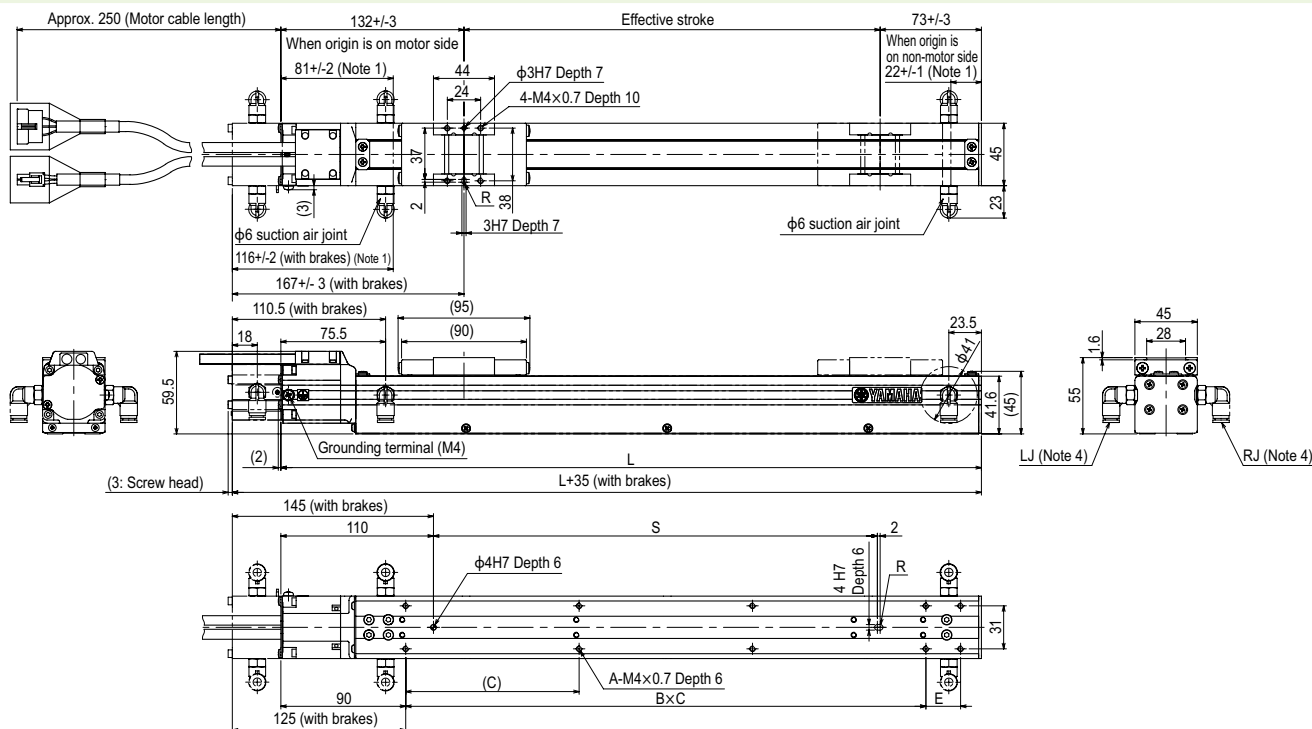 Approx. 250 (Motor cable length)
132+/-3
Effective stroke
73+/-3
When origin is on motor side
When origin is
on non-motor side
81+/-2 (Note 1)
22+/-1 (Note 1)
44
24
φ3H7 Depth 7
4-M4×0.7 Depth 10
37
2
38
R
(3)
3H7 Depth 7
45
23
φ6 suction air joint
φ6 suction air joint
116+/-2 (with brakes) (Note 1)
167+/- 3 (with brakes)
110.5 (with brakes)
(95)
(90)
18
75.5
23.5
φ41
59.5
YAMAHA
41.6
(45)
45
28
1.6
55
Grounding terminal (M4)
(2)
L
LJ (Note 4)
RJ (Note 4)
(3: Screw head)
L+35 (with brakes)
145 (with brakes)
110
S
2
φ4H7 Depth 6
4 H7
Depth 6
R
31
(C)
A-M4×0.7 Depth 6
90
B×C
E
125 (with brakes)